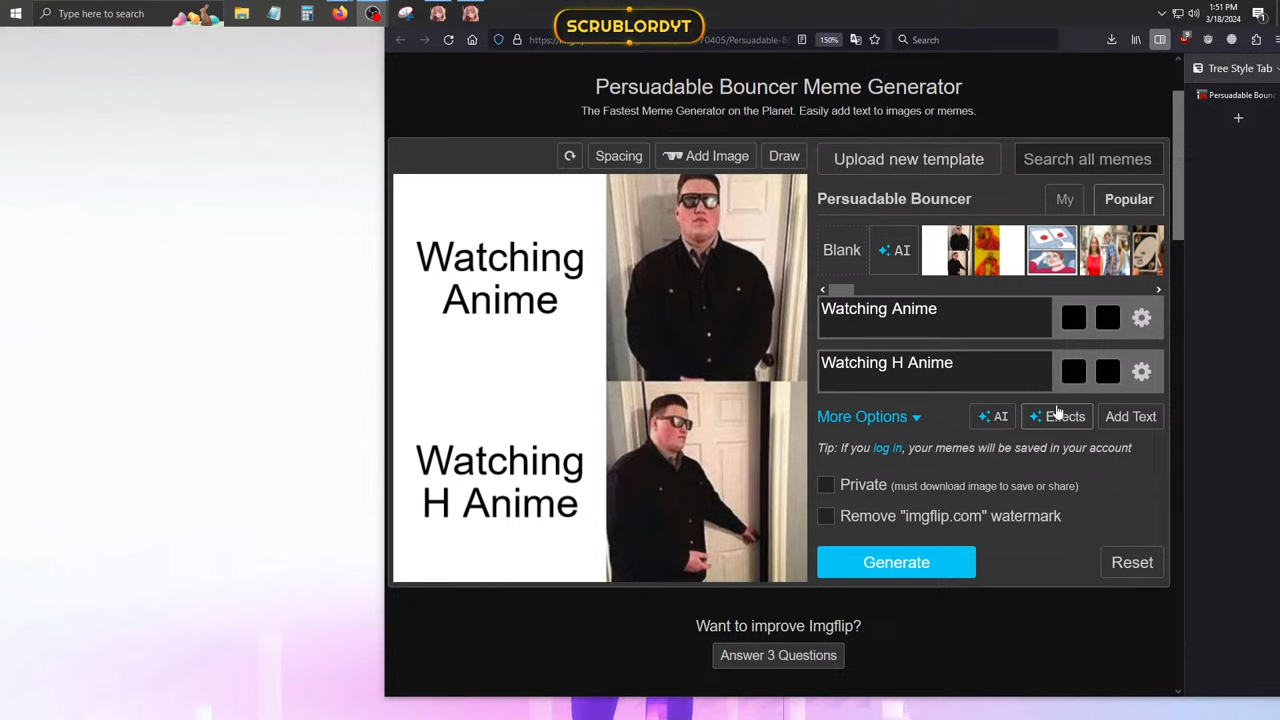 Type here to search
SCRUBLORDYT
1:51 PM
3/18/2024
150%
Search
Persuadable Bouncer Meme Generator
The Fastest Meme Generator on the Planet. Easily add text to images or memes.
Tree Style Tab
Persuadable Boun
Spacing
Add Image
Draw
Upload new template
Search all memes
Persuadable Bouncer
My
Popular
Blank
AI
Watching
Anime
Watching
H Anime
Watching Anime
Watching H Anime
More Options
AI
Effects
Add Text
Tip: If you log in, your memes will be saved in your account
Private (must download image to save or share)
Remove "imgflip.com" watermark
Generate
Reset
Want to improve Imgflip?
Answer 3 Questions